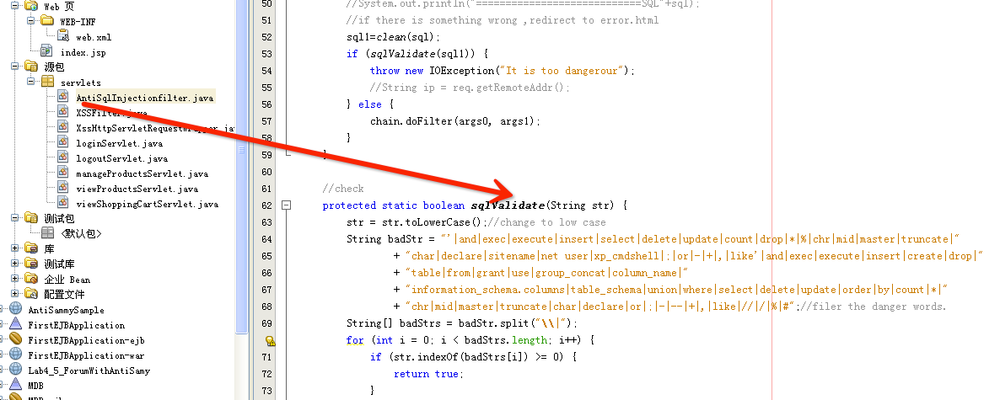 Web 页
WEB-INF
web.xml
index.jsp
源包
servlets
AntiSqlInjectionfilter.java
XSSFilter.java
XssHttpServletRequestWrapper.ja
loginServlet.java
logoutServlet.java
manageProductsServlet.java
viewProductsServlet.java
viewShoppingCartServlet.java
测试包
<默认包>
库
测试库
企业 Bean
配置文件
AntiSammySample
FirstEJBApplication
FirstEJBApplication-ejb
FirstEJBApplication-war
Lab4_5_ForumWithAntiSamy
MDB
50 //System.out.println("============================SQL"+sql);
51 //if there is something wrong ,redirect to error.html
52 sql1=clean(sql);
53 if (sqlValidate(sql1)) {
54 throw new IOException("It is too dangerour");
55 //String ip = req.getRemoteAddr();
56 } else {
57 chain.doFilter(args0, args1);
58 }
59 }
60
61 //check
62 protected static boolean sqlValidate(String str) {
63 str = str.toLowerCase();//change to low case
64 String badStr = "'|and|exec|execute|insert|select|delete|update|count|drop|*|%|chr|mid|master|truncate|"
65 + "char|declare|sitename|net user|xp_cmdshell|;|or|-|+|,|like'|and|exec|execute|insert|create|drop|"
66 + "table|from|grant|use|group_concat|column_name|"
67 + "information_schema.columns|table_schema|union|where|select|delete|update|order|by|count|*|"
68 + "chr|mid|master|truncate|char|declare|or|;|-|--|+|,|like|//|/|%|#";//filer the danger words.
69 String[] badStrs = badStr.split("\\|");
for (int i = 0; i < badStrs.length; i++) {
71 if (str.indexOf(badStrs[i]) >= 0) {
72 return true;
73 }